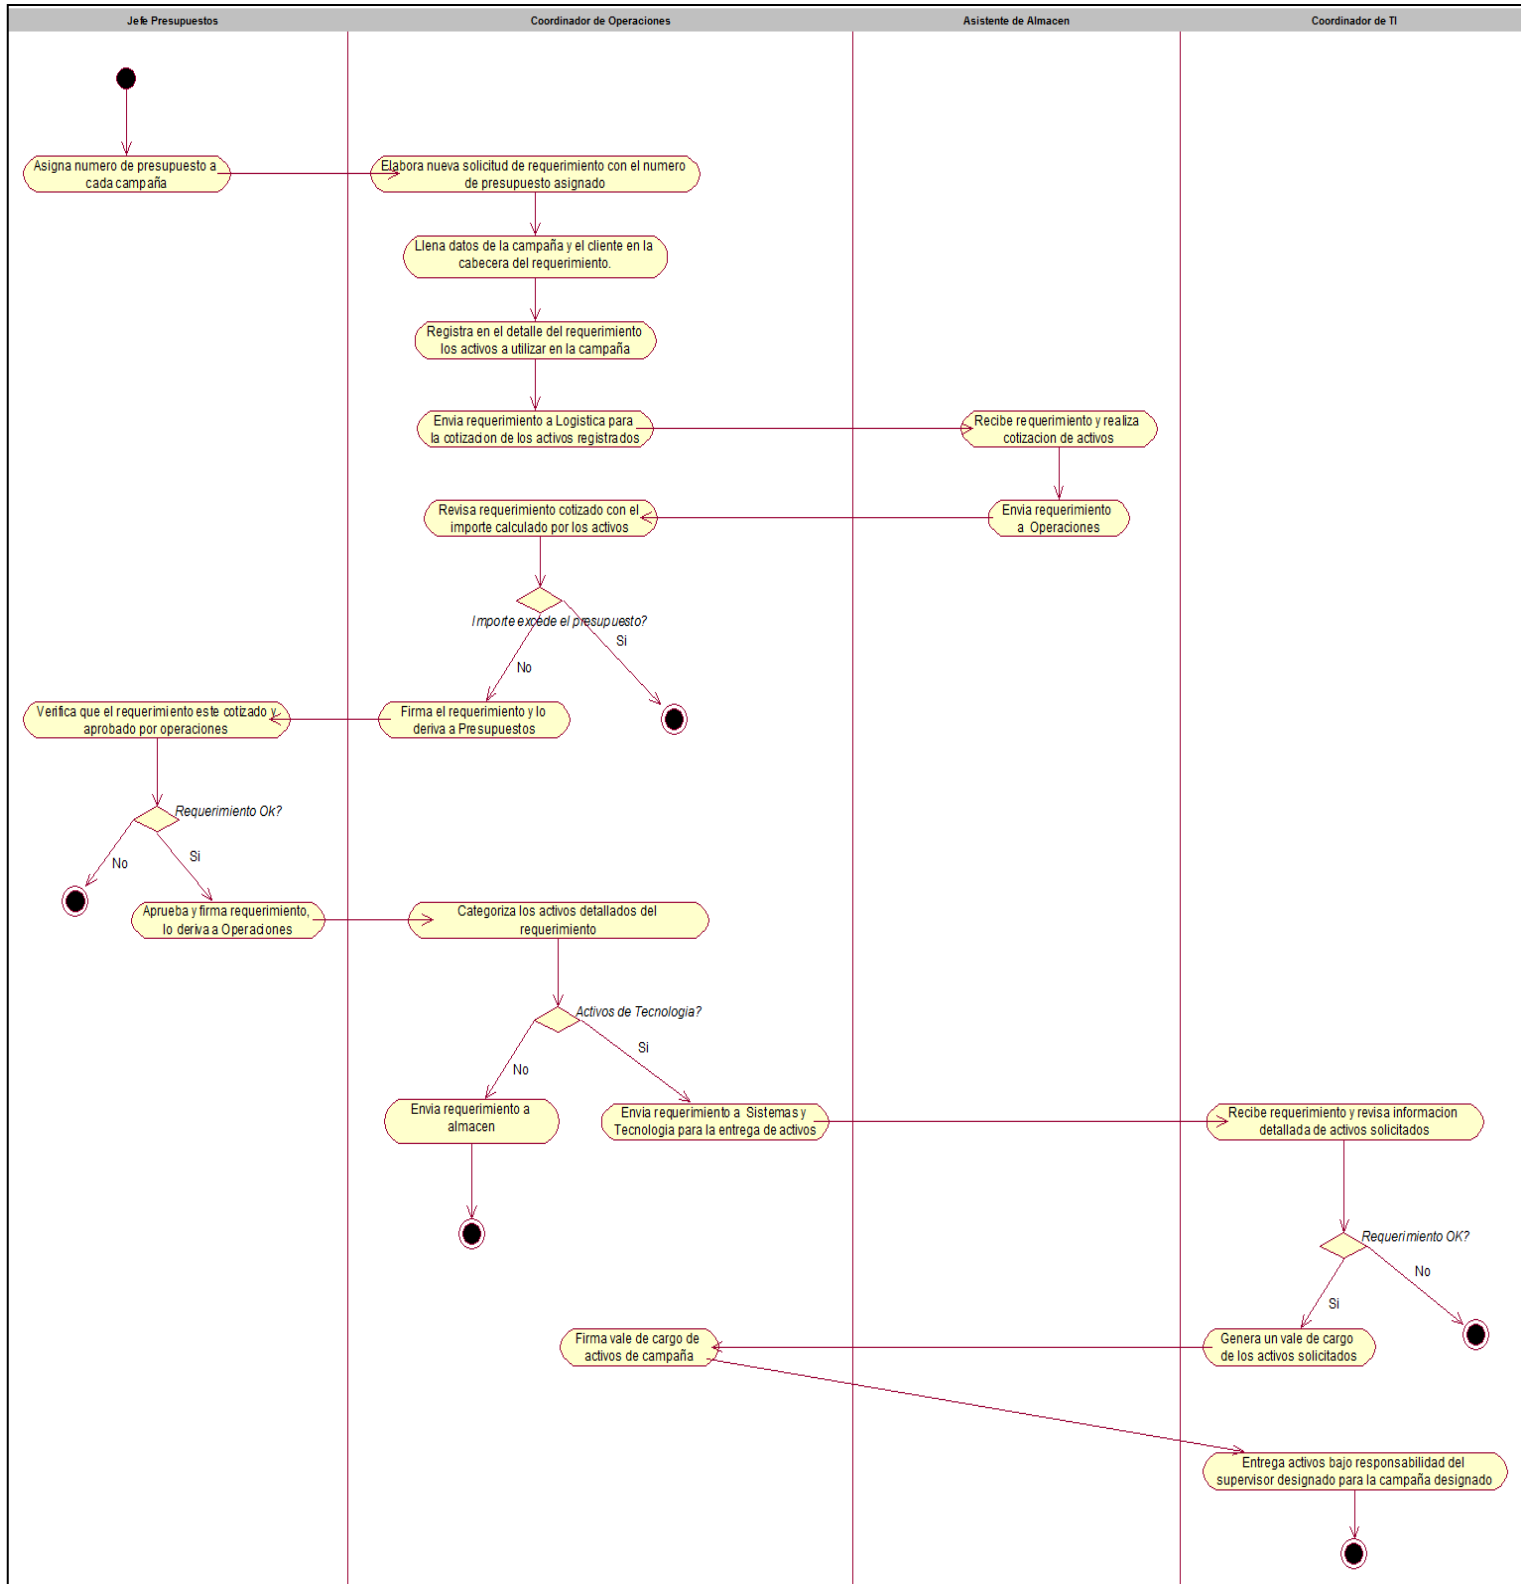 Jefe Presupuestos
Coordinador de Operaciones
Asistente de Almacen
Coordinador de TI
Asigna numero de presupuesto a
cada campaña
Elabora nueva solicitud de requerimiento con el numero
de presupuesto asignado
Llena datos de la campaña y el cliente en la
cabecera del requerimiento.
Registra en el detalle del requerimiento
los activos a utilizar en la campaña
Envia requerimiento a Logistica para
la cotizacion de los activos registrados
Recibe requerimiento y realiza
cotizacion de activos
Revisa requerimiento cotizado con el
importe calculado por los activos
Envia requerimiento
a Operaciones
Importe excede el presupuesto?
Si
No
Verifica que el requerimiento este cotizado y
aprobado por operaciones
Firma el requerimiento y lo
deriva a Presupuestos
Requerimiento Ok?
No
Si
Aprueba y firma requerimiento,
lo deriva a Operaciones
Categoriza los activos detallados del
requerimiento
Activos de Tecnologia?
Si
No
Envia requerimiento a
almacen
Envia requerimiento a Sistemas y
Tecnologia para la entrega de activos
Recibe requerimiento y revisa informacion
detallada de activos solicitados
Requerimiento OK?
No
Si
Firma vale de cargo de
activos de campaña
Genera un vale de cargo
de los activos solicitados
Entrega activos bajo responsabilidad del
supervisor designado para la campaña designado